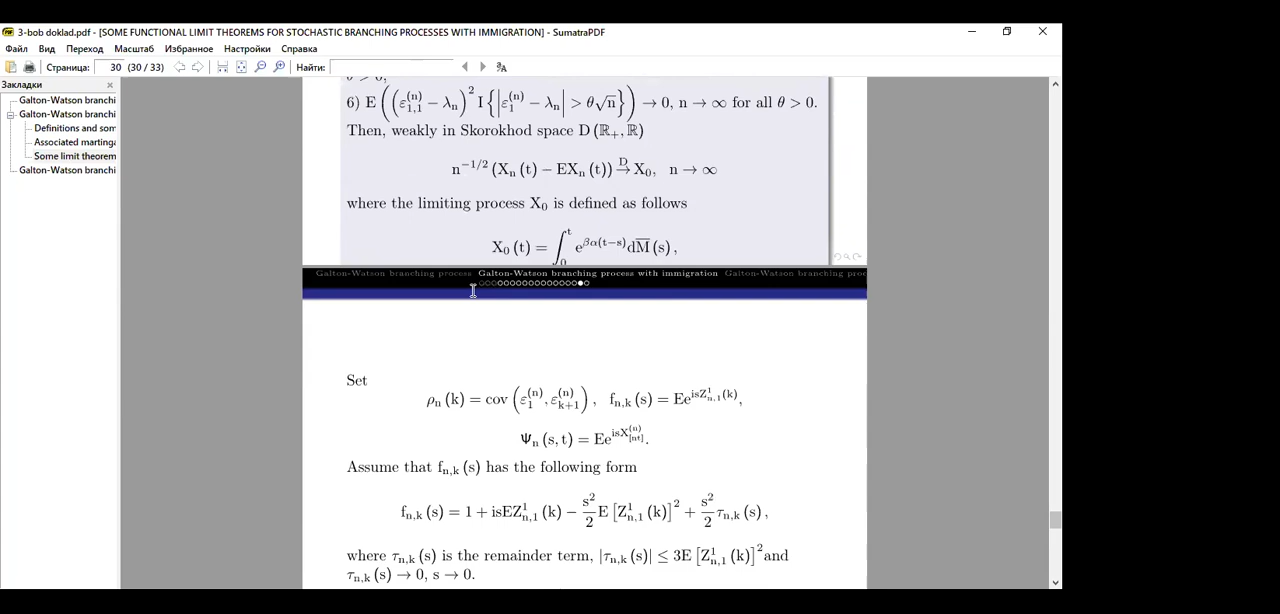 3-bob doklad.pdf - [SOME FUNCTIONAL LIMIT THEOREMS FOR STOCHASTIC BRANCHING PROCESSES WITH IMMIGRATION] - SumatraPDF
Файл Вид Переход Масштаб Избранное Настройки Справка
Страница: 30 (30 / 33) Найти:
Закладки
Galton-Watson branchi
Galton-Watson branchi
Definitions and som
Associated martinga
Some limit theorem
Galton-Watson branchi
6) E ((ε_{1,1}^{(n)} − λ_n)^2 I{|ε_1^{(n)} − λ_n| > θ√n}) → 0, n → ∞ for all θ > 0.
Then, weakly in Skorokhod space D (ℝ_+, ℝ)
n^{−1/2} (X_n (t) − EX_n (t)) →^D X_0, n → ∞
where the limiting process X_0 is defined as follows
X_0 (t) = ∫_0^t e^{βα(t−s)} dM̅ (s) ,
Galton-Watson branching process Galton-Watson branching process with immigration Galton-Watson branching proc
Set
ρ_n (k) = cov (ε_1^{(n)}, ε_{k+1}^{(n)}) , f_{n,k} (s) = Ee^{isZ_{n,1}^1(k)},
Ψ_n (s, t) = Ee^{isX_{[nt]}^{(n)}}.
Assume that f_{n,k} (s) has the following form
f_{n,k} (s) = 1 + isEZ_{n,1}^1 (k) − s^2/2 E [Z_{n,1}^1 (k)]^2 + s^2/2 τ_{n,k} (s) ,
where τ_{n,k} (s) is the remainder term, |τ_{n,k} (s)| ≤ 3E [Z_{n,1}^1 (k)]^2 and
τ_{n,k} (s) → 0, s → 0.